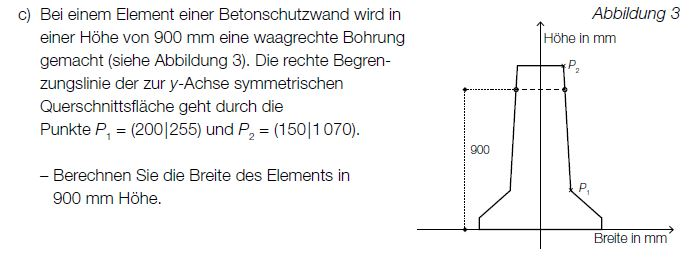 c) Bei einem Element einer Betonschutzwand wird in
einer Höhe von 900 mm eine waagrechte Bohrung
gemacht (siehe Abbildung 3). Die rechte Begren-
zungslinie der zur y-Achse symmetrischen
Querschnittsfläche geht durch die
Punkte P₁ = (200|255) und P₂ = (150|1 070).
– Berechnen Sie die Breite des Elements in
900 mm Höhe.
Abbildung 3
Höhe in mm
P₂
900
P₁
Breite in mm